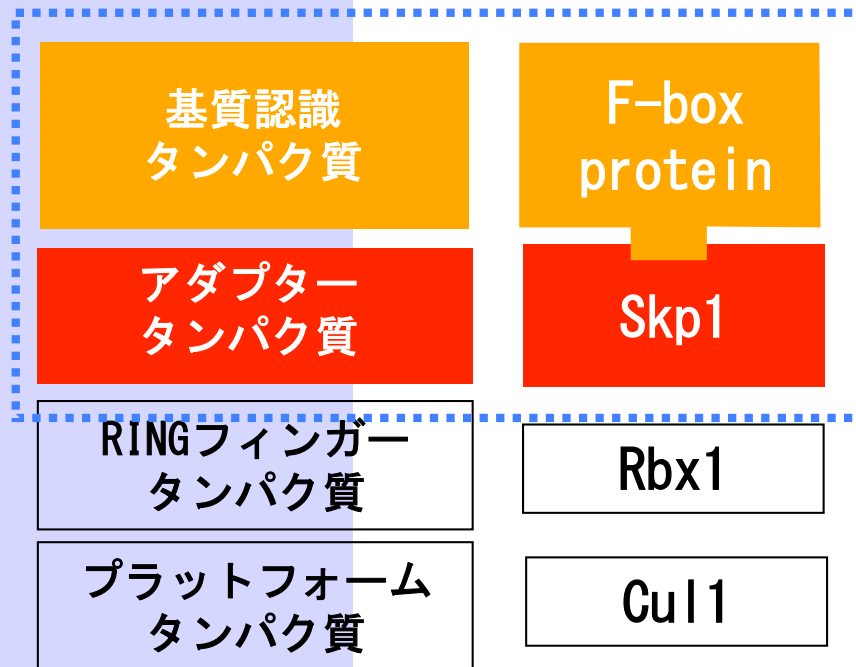 基質認識
タンパク質
F-box
protein
アダプター
タンパク質
Skp1
RINGフィンガー
タンパク質
Rbx1
プラットフォーム
タンパク質
Cul1